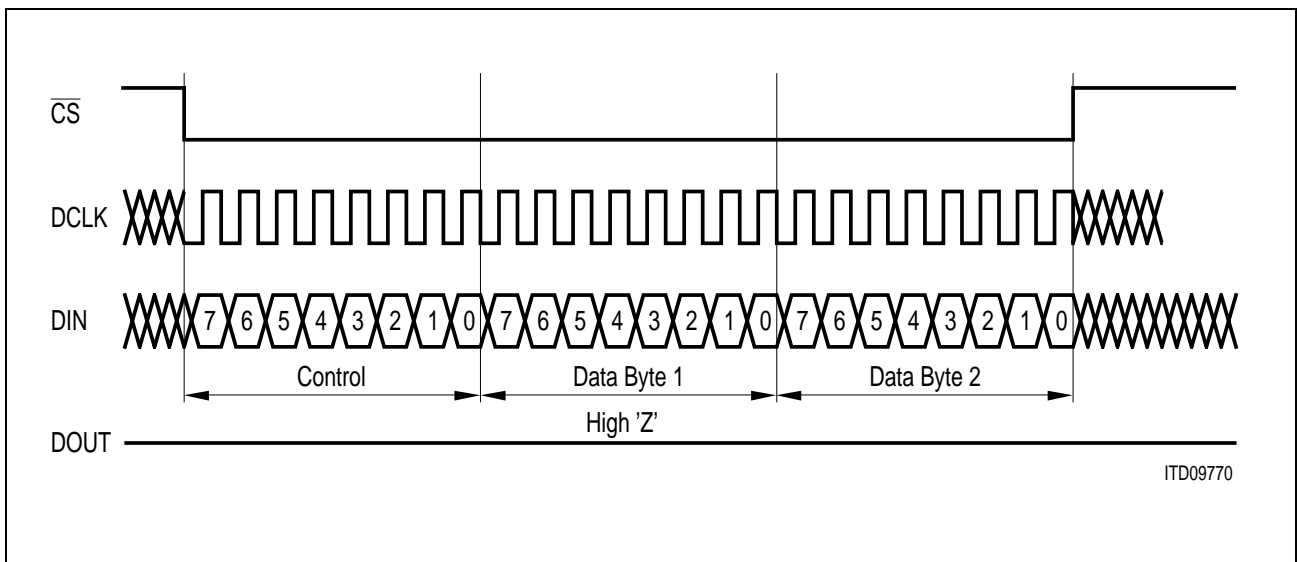 C̅S̅
DCLK
DIN 7 6 5 4 3 2 1 0 7 6 5 4 3 2 1 0 7 6 5 4 3 2 1 0
Control Data Byte 1 Data Byte 2
High 'Z'
DOUT
ITD09770